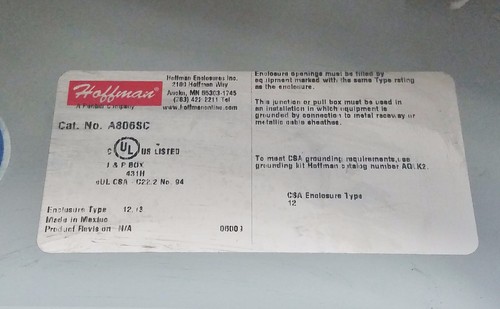 Hoffman
A Pentair Company
Hoffman Enclosures Inc.
2100 Hoffman Way
Anoka, MN 55303-1745
(763) 422-2211 Tel
www.hoffmanonline.com
Cat. No. A806SC
C UL US LISTED
J & P BOX
431H
cUL CSA C22.2 No. 94
Enclosure Type 12, 13
Made in Mexico
Product Revision N/A
Enclosure openings must be filled by
equipment marked with the same Type rating
as the enclosure.
This junction or pull box must be used in
an installation in which equipment is
grounded by connection to metal raceway or
metallic cable sheathes.
To meet CSA grounding requirements, use
grounding kit Hoffman catalog number
CSA Enclosure Type
12